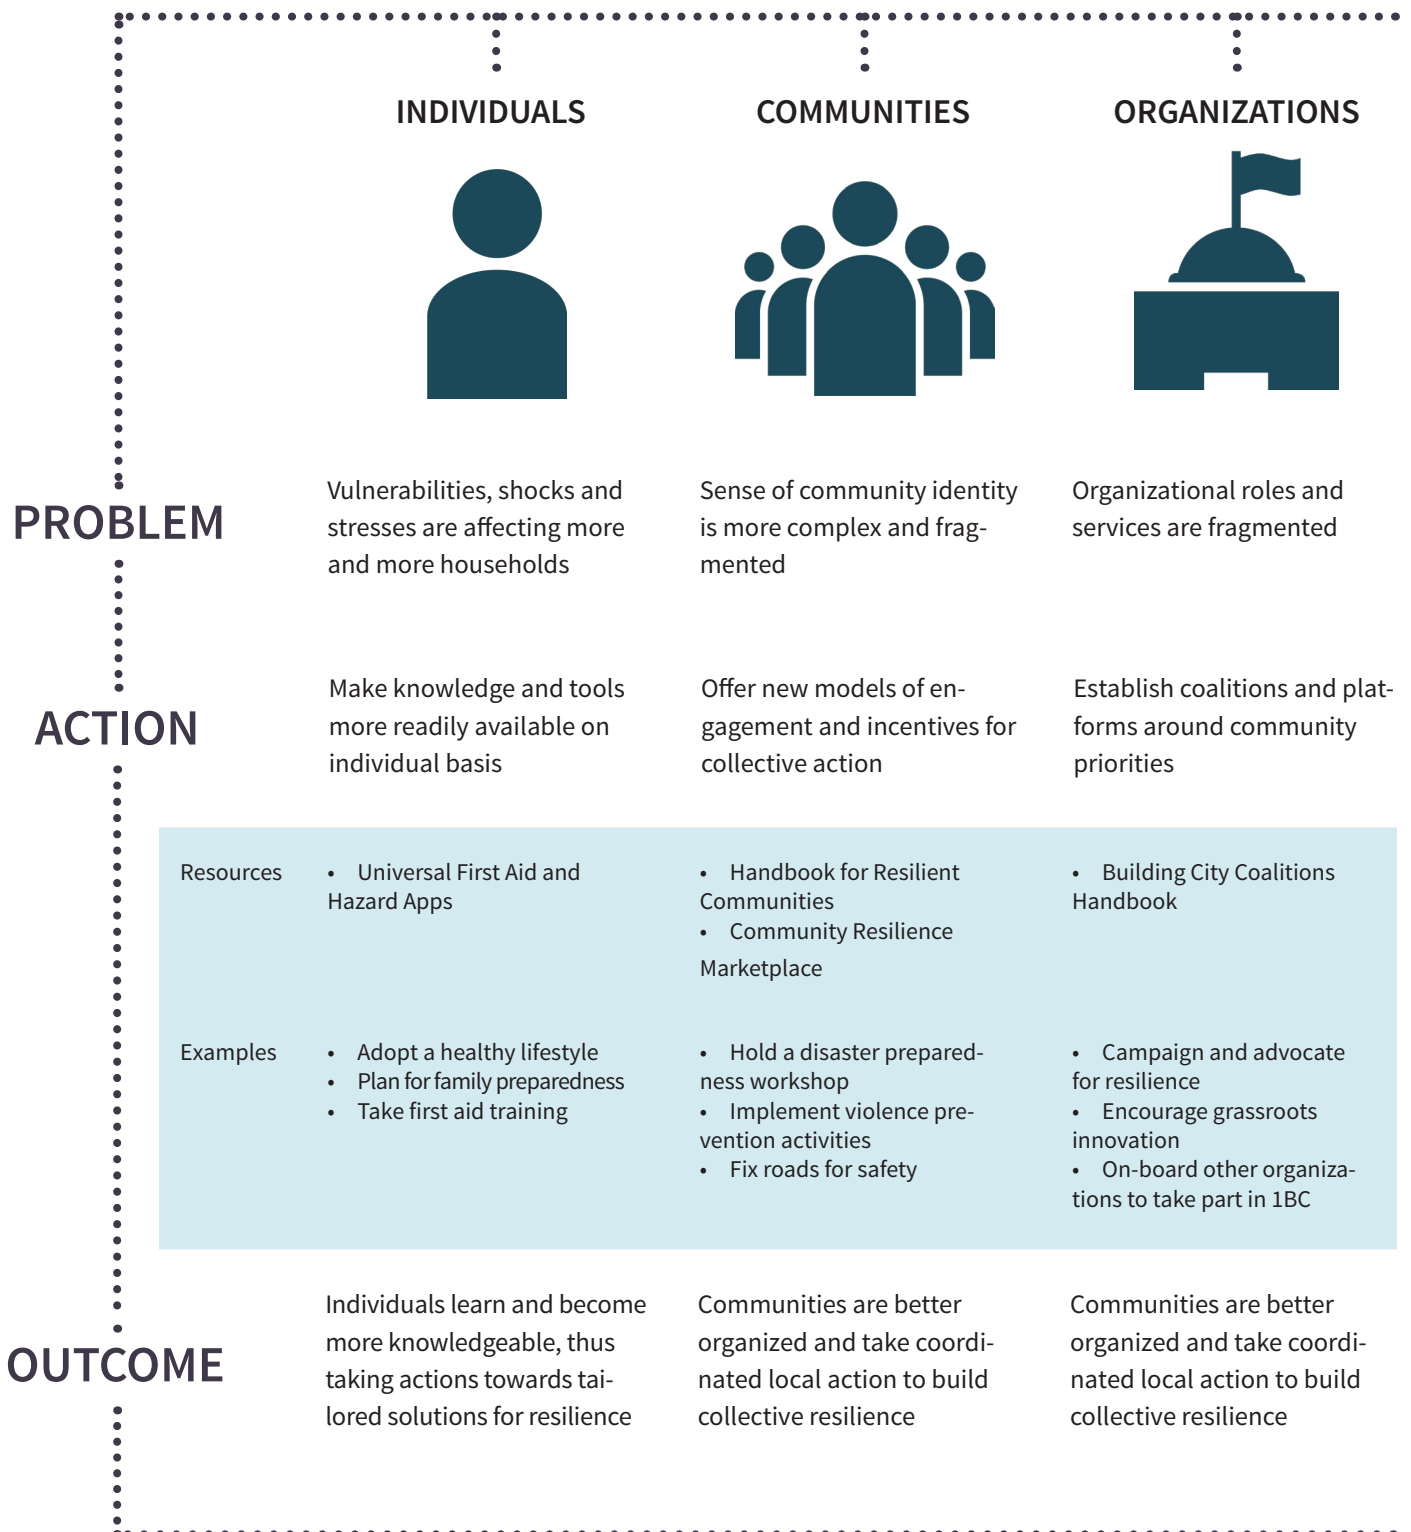 INDIVIDUALS
COMMUNITIES
ORGANIZATIONS
PROBLEM
Vulnerabilities, shocks and
stresses are affecting more
and more households
Sense of community identity
is more complex and frag-
mented
Organizational roles and
services are fragmented
ACTION
Make knowledge and tools
more readily available on
individual basis
Offer new models of en-
gagement and incentives for
collective action
Establish coalitions and plat-
forms around community
priorities
Resources
• Universal First Aid and
Hazard Apps
• Handbook for Resilient
Communities
• Community Resilience
Marketplace
• Building City Coalitions
Handbook
Examples
• Adopt a healthy lifestyle
• Plan for family preparedness
• Take first aid training
• Hold a disaster prepared-
ness workshop
• Implement violence pre-
vention activities
• Fix roads for safety
• Campaign and advocate
for resilience
• Encourage grassroots
innovation
• On-board other organiza-
tions to take part in 1BC
OUTCOME
Individuals learn and become
more knowledgeable, thus
taking actions towards tai-
lored solutions for resilience
Communities are better
organized and take coordi-
nated local action to build
collective resilience
Communities are better
organized and take coordi-
nated local action to build
collective resilience